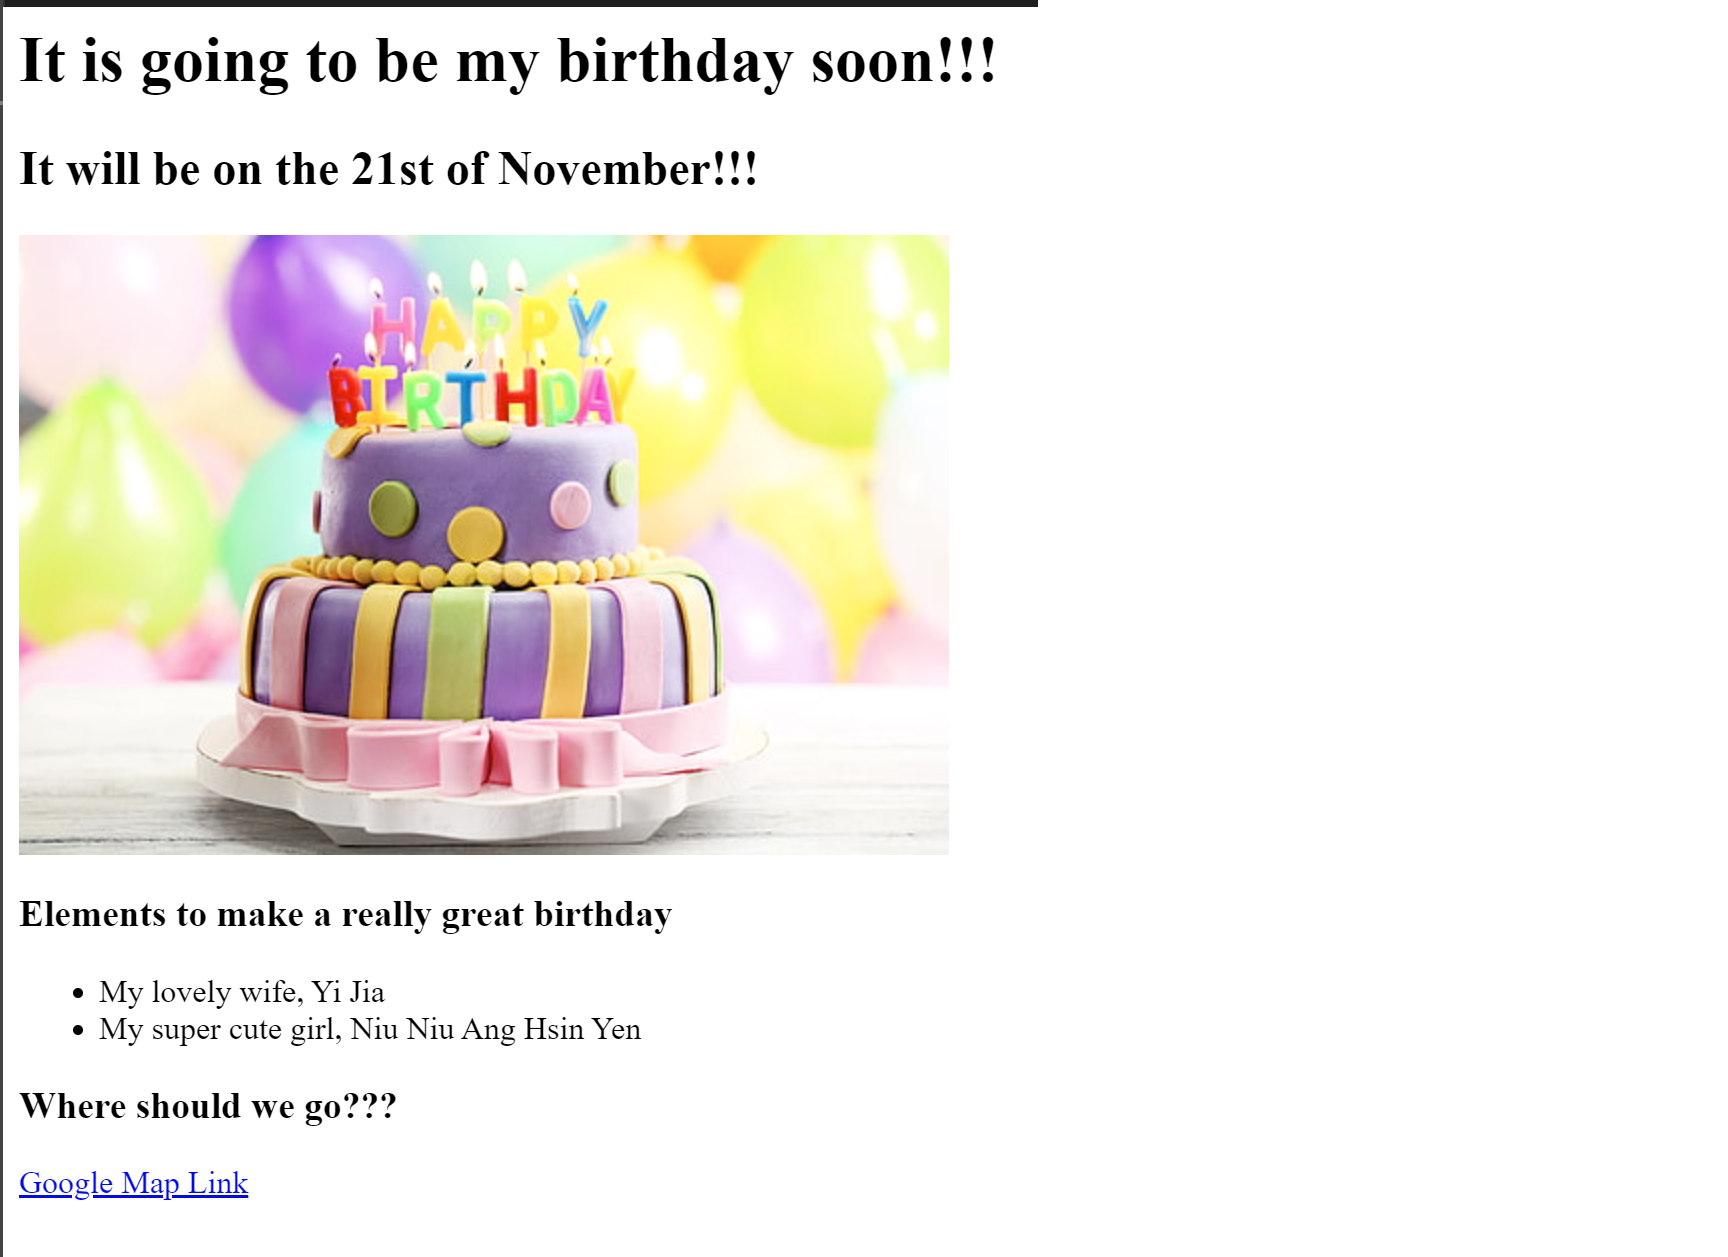 It is going to be my birthday soon!!!
It will be on the 21st of November!!!
HAPPY
BIRTHDAY
Elements to make a really great birthday
My lovely wife, Yi Jia
My super cute girl, Niu Niu Ang Hsin Yen
Where should we go???
Google Map Link